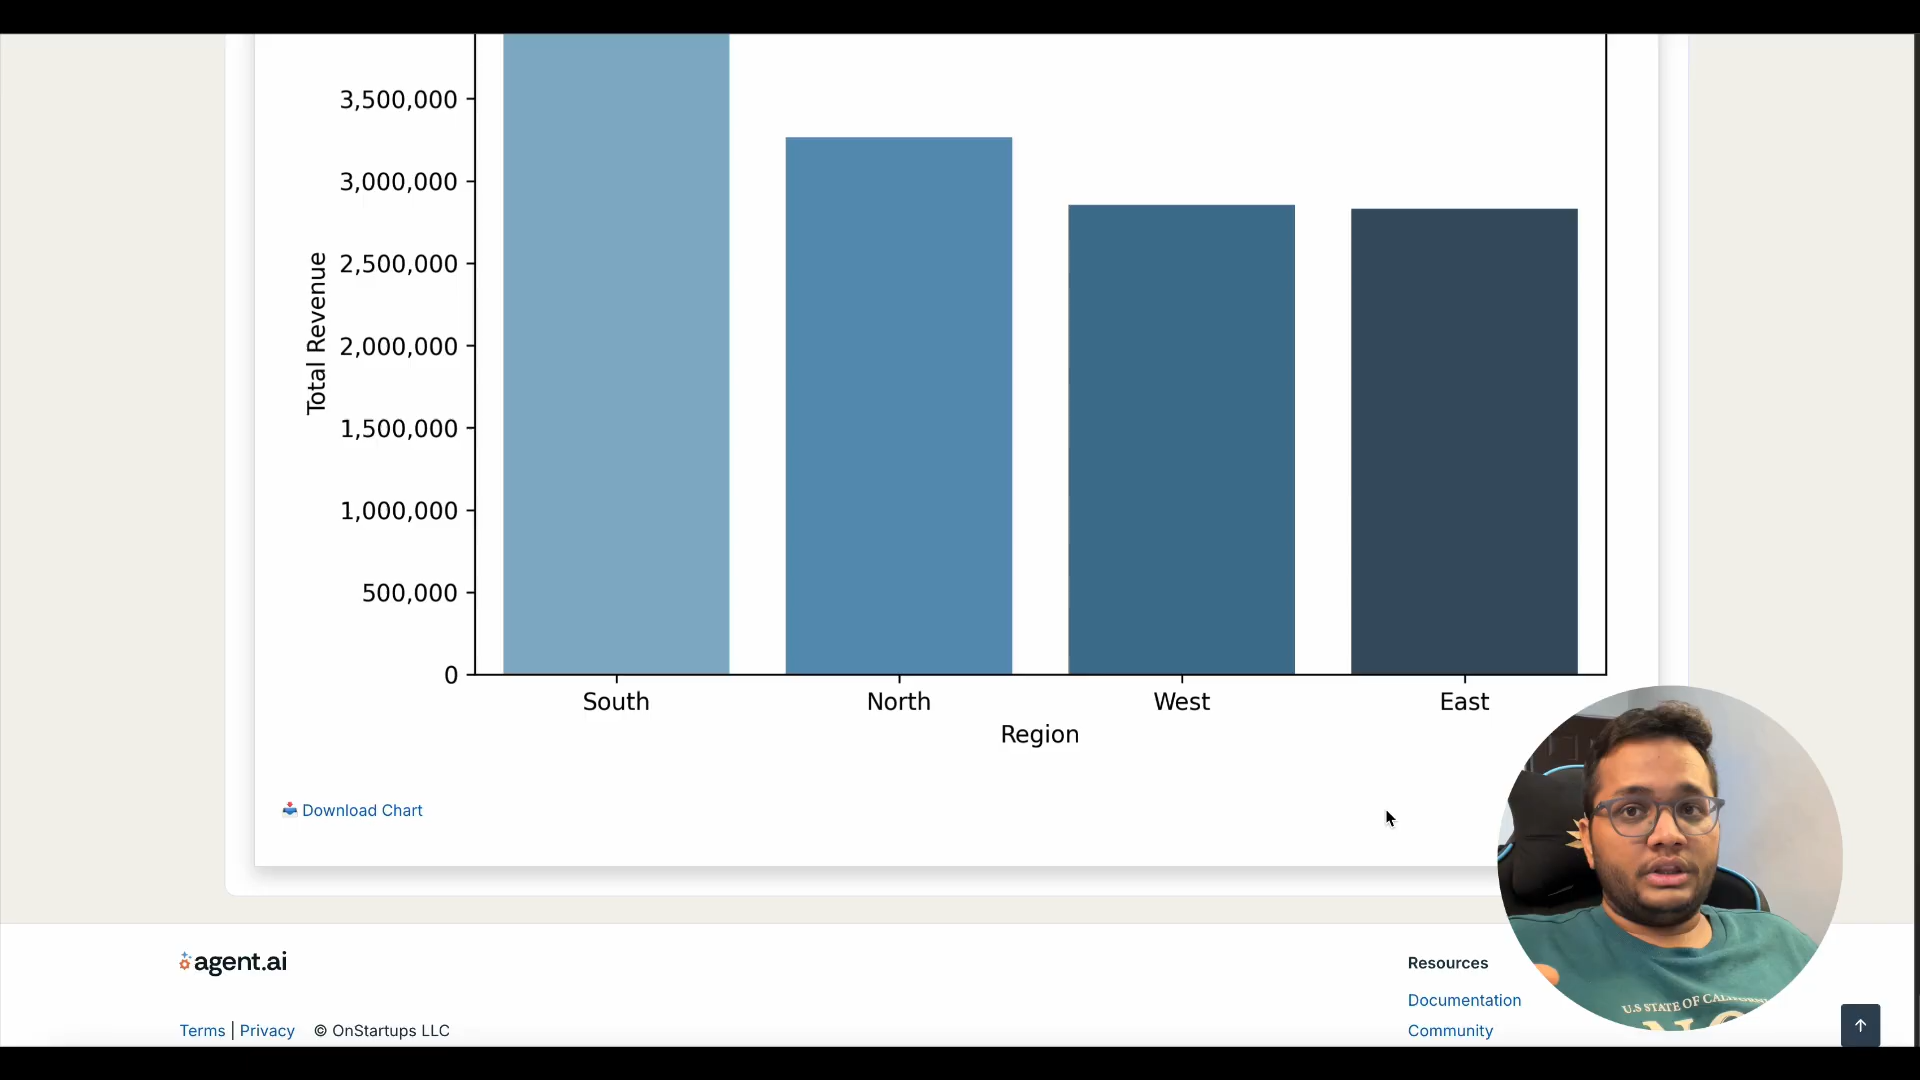 3,500,000
3,000,000
2,500,000
2,000,000
1,500,000
1,000,000
500,000
0
Total Revenue
South North West East
Region
Download Chart
agent.ai
Terms | Privacy © OnStartups LLC
Resources
Documentation
Community
U.S STATE OF